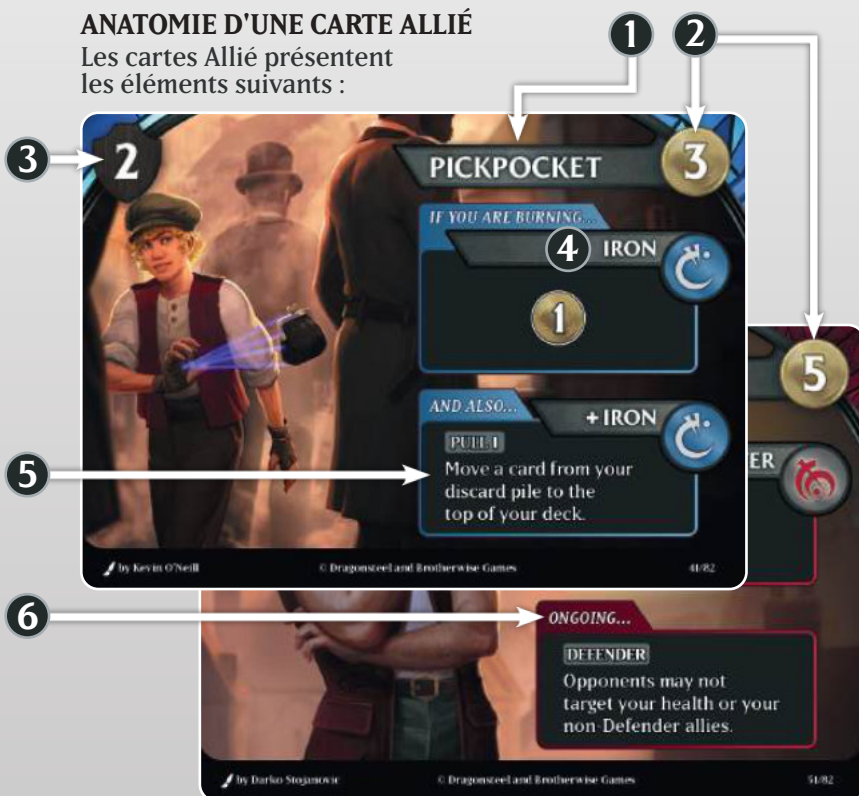 ANATOMIE D'UNE CARTE ALLIÉ
Les cartes Allié présentent
les éléments suivants :
1
2
3
2
PICKPOCKET
3
IF YOU ARE BURNING...
4
IRON
1
5
AND ALSO...
+ IRON
ER
5
PULL 1
Move a card from your
discard pile to the
top of your deck.
by Kevin O'Neill
© Dragonsteel and Brotherwise Games
41/82
6
ONGOING...
DEFENDER
Opponents may not
target your health or your
non-Defender allies.
by Darko Stojanovic
© Dragonsteel and Brotherwise Games
51/82